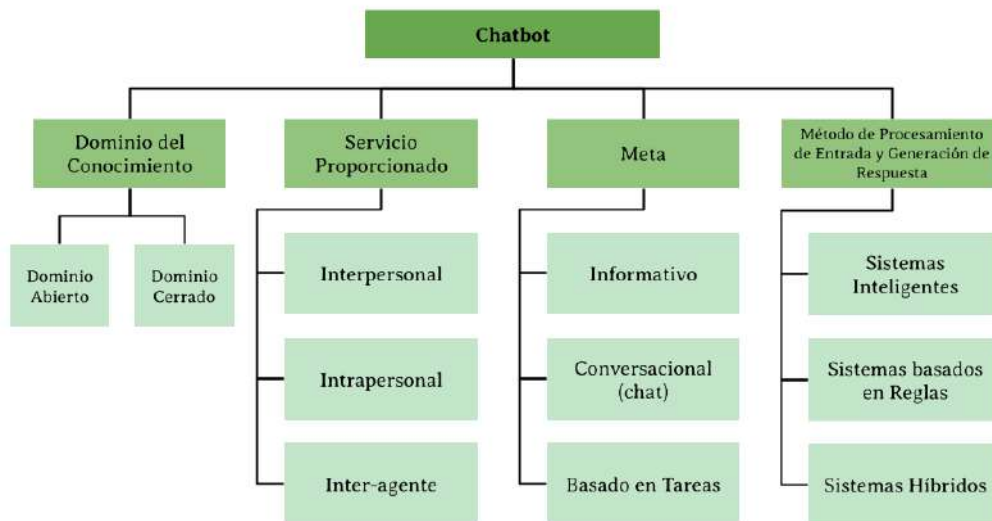 Chatbot
Dominio del
Conocimiento
Servicio
Proporcionado
Meta
Método de Procesamiento
de Entrada y Generación de
Respuesta
Dominio
Abierto
Dominio
Cerrado
Interpersonal
Intrapersonal
Inter-agente
Informativo
Conversacional
(chat)
Basado en Tareas
Sistemas
Inteligentes
Sistemas basados
en Reglas
Sistemas Híbridos